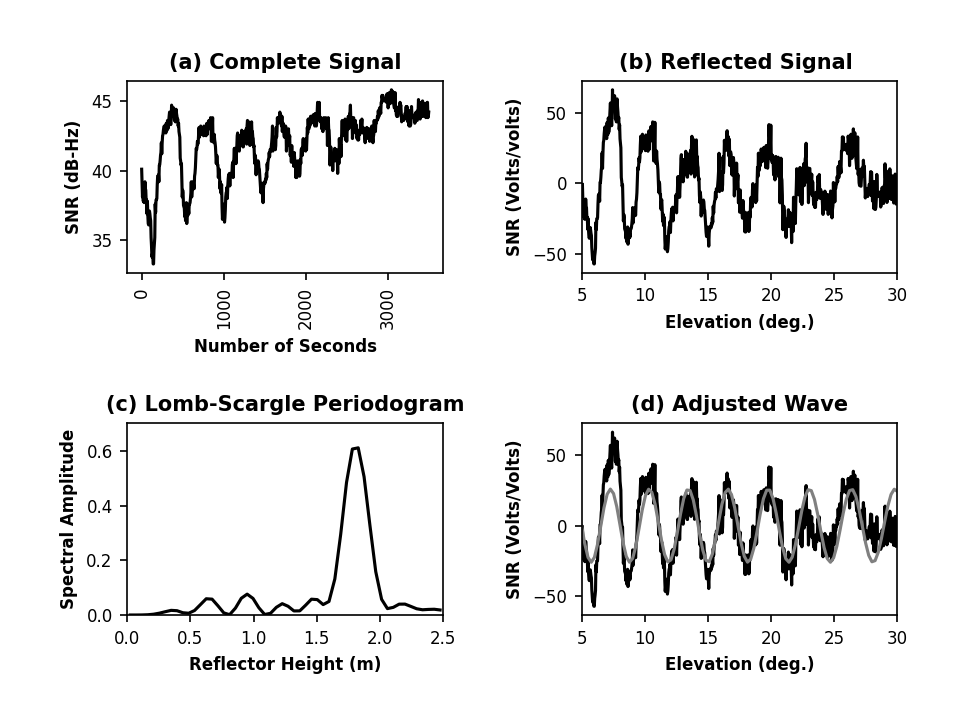 (a) Complete Signal
45
40
35
SNR (dB-Hz)
0
1000
2000
3000
Number of Seconds
(b) Reflected Signal
50
0
−50
SNR (Volts/volts)
5 10 15 20 25 30
Elevation (deg.)
(c) Lomb-Scargle Periodogram
0.6
0.4
0.2
0.0
Spectral Amplitude
0.0 0.5 1.0 1.5 2.0 2.5
Reflector Height (m)
(d) Adjusted Wave
50
0
−50
SNR (Volts/Volts)
5 10 15 20 25 30
Elevation (deg.)